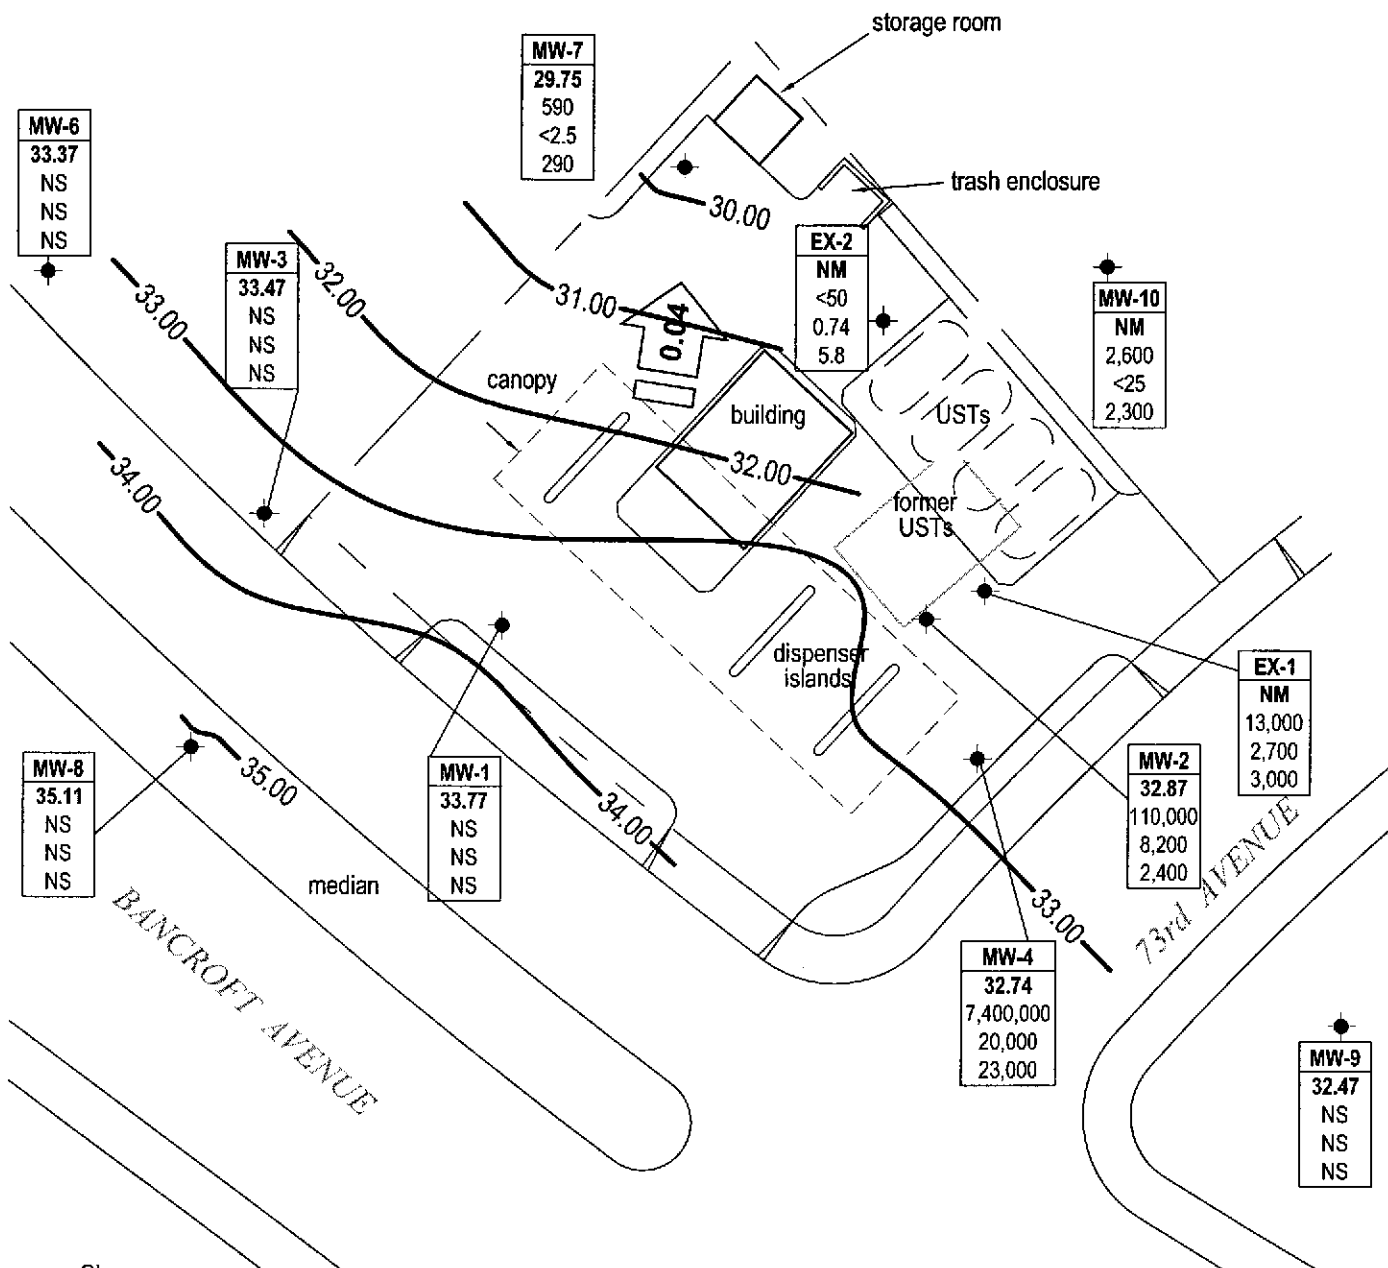 storage room
MW-7
29.75
590
<2.5
290
MW-6
33.37
NS
NS
NS
trash enclosure
30.00
EX-2
NM
<50
0.74
5.8
MW-3
33.47
NS
NS
NS
32.00
31.00
33.00
0.04
MW-10
NM
2,600
<25
2,300
canopy
building
USTs
32.00
former
USTs
34.00
dispenser
islands
EX-1
NM
13,000
2,700
3,000
MW-2
32.87
110,000
8,200
2,400
MW-8
35.11
NS
NS
NS
35.00
MW-1
33.77
NS
NS
NS
34.00
median
33.00
73rd AVENUE
BANCROFT AVENUE
MW-4
32.74
7,400,000
20,000
23,000
MW-9
32.47
NS
NS
NS